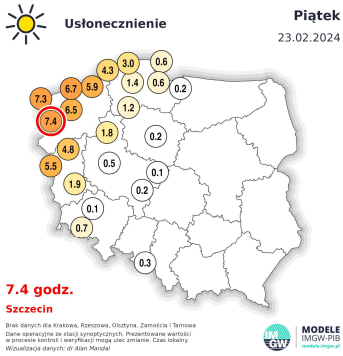 Usłonecznienie
Piątek
23.02.2024
4.3
3.0
0.6
6.7
5.9
1.4
0.6
0.2
7.3
6.5
1.2
7.4
1.8
0.2
4.8
5.5
0.5
0.1
1.9
0.2
0.1
0.7
0.3
7.4 godz.
Szczecin
Brak danych dla Krakowa, Rzeszowa, Olsztyna, Zamościa i Tarnowa
Dane operacyjne ze stacji synoptycznych. Prezentowane wartości
w procesie kontroli i weryfikacji mogą ulec zmianie. Czas lokalny.
Wizualizacja danych: dr Alan Mandal
IM
GW
MODELE
IMGW-PIB
modele.imgw.pl